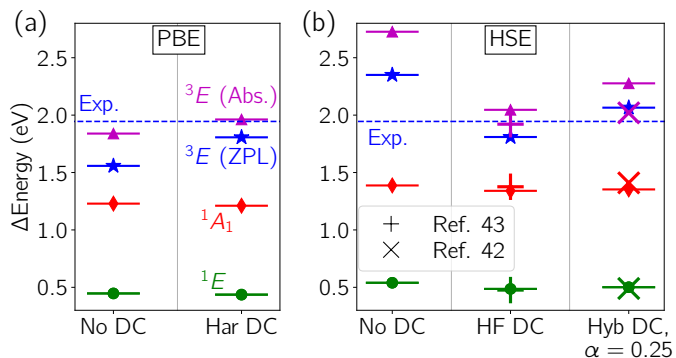 (a)
PBE
(b)
HSE
ΔEnergy (eV)
2.5
2.0
1.5
1.0
0.5
Exp.
³E (Abs.)
³E (ZPL)
¹A₁
¹E
No DC
Har DC
2.5
2.0
1.5
1.0
0.5
Exp.
Ref. 43
Ref. 42
No DC
HF DC
Hyb DC,
α = 0.25